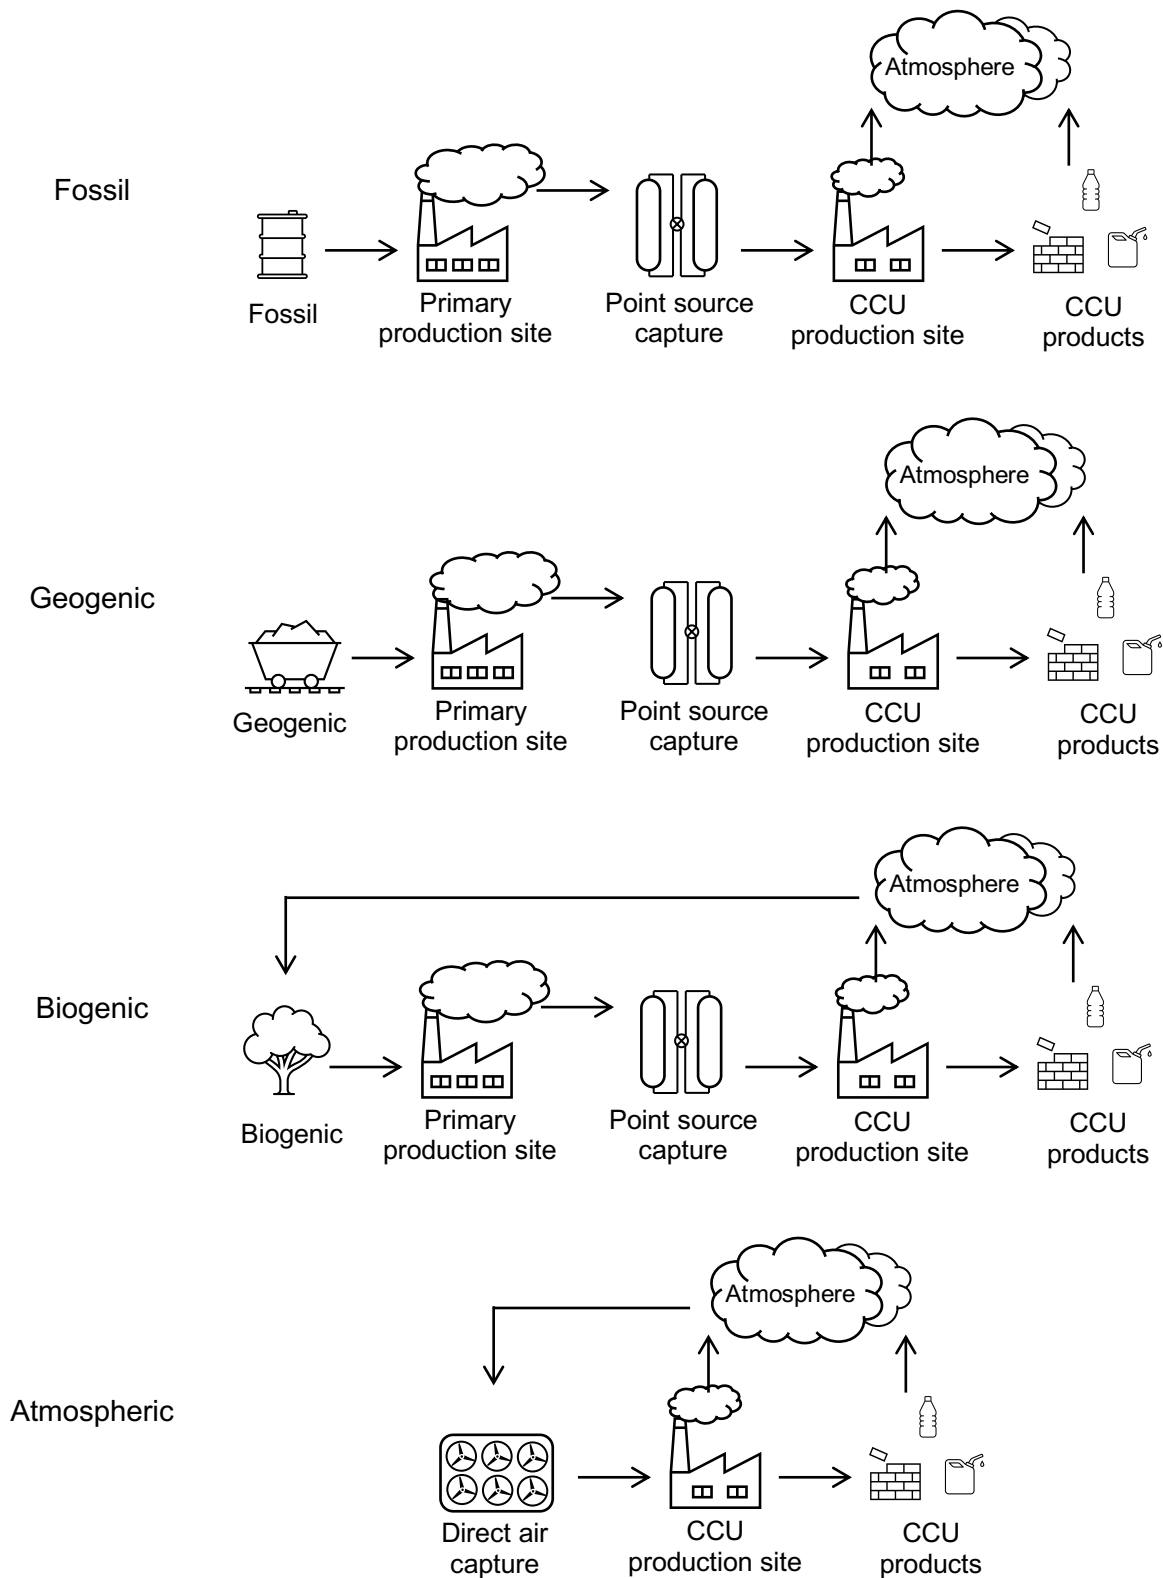 Atmosphere
Fossil
Fossil
Primary
production site
Point source
capture
CCU
production site
CCU
products
Atmosphere
Geogenic
Geogenic
Primary
production site
Point source
capture
CCU
production site
CCU
products
Atmosphere
Biogenic
Biogenic
Primary
production site
Point source
capture
CCU
production site
CCU
products
Atmosphere
Atmospheric
Direct air
capture
CCU
production site
CCU
products